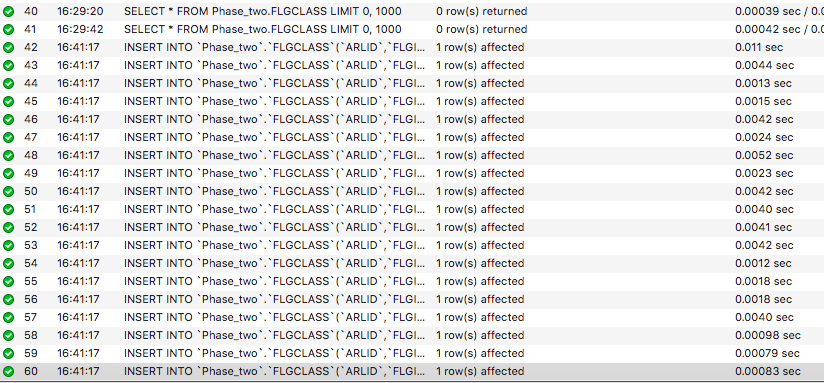 40 16:29:20 SELECT * FROM Phase_two.FLGCLASS LIMIT 0, 1000 0 row(s) returned 0.00039 sec / 0.0
41 16:29:42 SELECT * FROM Phase_two.FLGCLASS LIMIT 0, 1000 0 row(s) returned 0.00042 sec / 0.0
42 16:41:17 INSERT INTO `Phase_two`.`FLGCLASS`(`ARLID`,`FLGI... 1 row(s) affected 0.011 sec
43 16:41:17 INSERT INTO `Phase_two`.`FLGCLASS`(`ARLID`,`FLGI... 1 row(s) affected 0.0044 sec
44 16:41:17 INSERT INTO `Phase_two`.`FLGCLASS`(`ARLID`,`FLGI... 1 row(s) affected 0.0013 sec
45 16:41:17 INSERT INTO `Phase_two`.`FLGCLASS`(`ARLID`,`FLGI... 1 row(s) affected 0.0015 sec
46 16:41:17 INSERT INTO `Phase_two`.`FLGCLASS`(`ARLID`,`FLGI... 1 row(s) affected 0.0042 sec
47 16:41:17 INSERT INTO `Phase_two`.`FLGCLASS`(`ARLID`,`FLGI... 1 row(s) affected 0.0024 sec
48 16:41:17 INSERT INTO `Phase_two`.`FLGCLASS`(`ARLID`,`FLGI... 1 row(s) affected 0.0052 sec
49 16:41:17 INSERT INTO `Phase_two`.`FLGCLASS`(`ARLID`,`FLGI... 1 row(s) affected 0.0023 sec
50 16:41:17 INSERT INTO `Phase_two`.`FLGCLASS`(`ARLID`,`FLGI... 1 row(s) affected 0.0042 sec
51 16:41:17 INSERT INTO `Phase_two`.`FLGCLASS`(`ARLID`,`FLGI... 1 row(s) affected 0.0040 sec
52 16:41:17 INSERT INTO `Phase_two`.`FLGCLASS`(`ARLID`,`FLGI... 1 row(s) affected 0.0041 sec
53 16:41:17 INSERT INTO `Phase_two`.`FLGCLASS`(`ARLID`,`FLGI... 1 row(s) affected 0.0042 sec
54 16:41:17 INSERT INTO `Phase_two`.`FLGCLASS`(`ARLID`,`FLGI... 1 row(s) affected 0.0012 sec
55 16:41:17 INSERT INTO `Phase_two`.`FLGCLASS`(`ARLID`,`FLGI... 1 row(s) affected 0.0018 sec
56 16:41:17 INSERT INTO `Phase_two`.`FLGCLASS`(`ARLID`,`FLGI... 1 row(s) affected 0.0018 sec
57 16:41:17 INSERT INTO `Phase_two`.`FLGCLASS`(`ARLID`,`FLGI... 1 row(s) affected 0.0040 sec
58 16:41:17 INSERT INTO `Phase_two`.`FLGCLASS`(`ARLID`,`FLGI... 1 row(s) affected 0.00098 sec
59 16:41:17 INSERT INTO `Phase_two`.`FLGCLASS`(`ARLID`,`FLGI... 1 row(s) affected 0.00079 sec
60 16:41:17 INSERT INTO `Phase_two`.`FLGCLASS`(`ARLID`,`FLGI... 1 row(s) affected 0.00083 sec